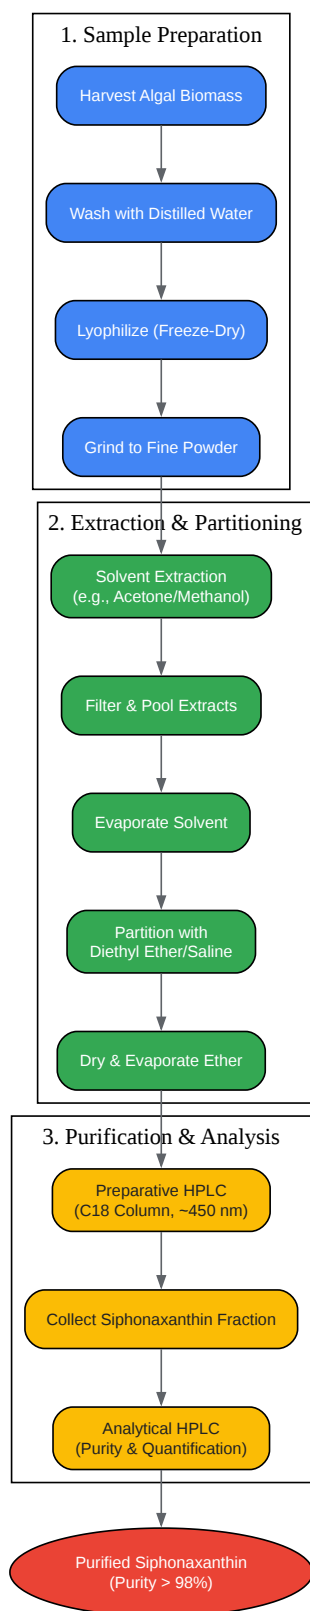 1. Sample Preparation
Harvest Algal Biomass
Wash with Distilled Water
Lyophilize (Freeze-Dry)
Grind to Fine Powder
2. Extraction & Partitioning
Solvent Extraction
(e.g., Acetone/Methanol)
Filter & Pool Extracts
Evaporate Solvent
Partition with
Diethyl Ether/Saline
Dry & Evaporate Ether
3. Purification & Analysis
Preparative HPLC
(C18 Column, ~450 nm)
Collect Siphonaxanthin Fraction
Analytical HPLC
(Purity & Quantification)
Purified Siphonaxanthin
(Purity > 98%)